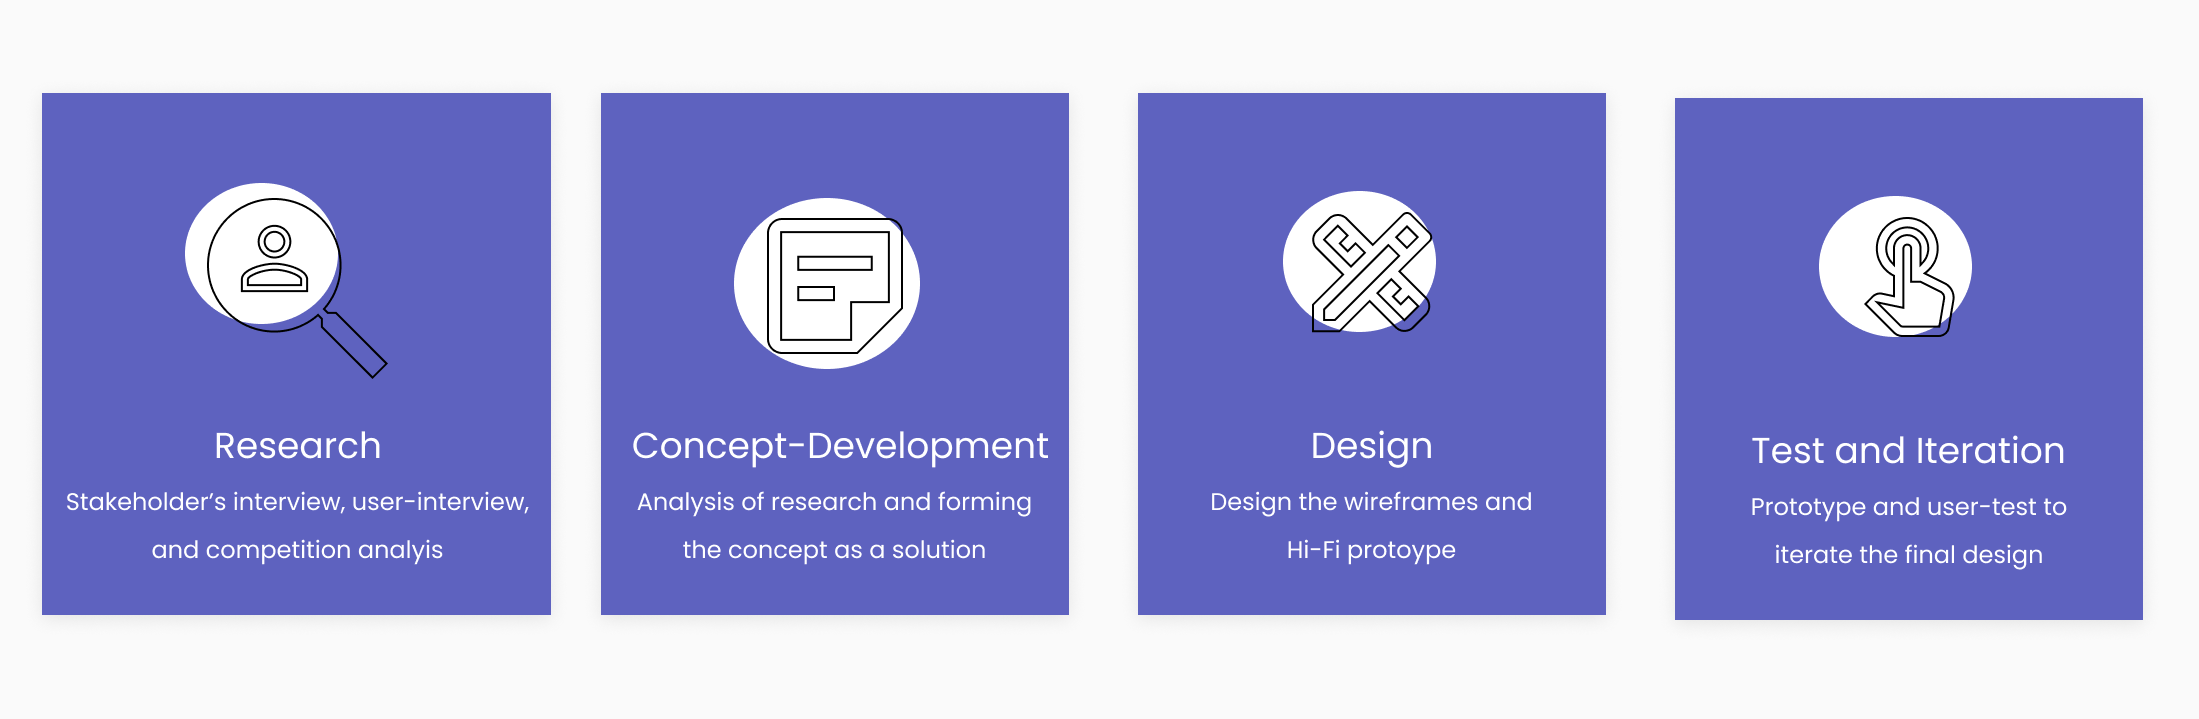 Research
Stakeholder’s interview, user-interview,
and competition analyis
Concept-Development
Analysis of research and forming
the concept as a solution
Design
Design the wireframes and
Hi-Fi protoype
Test and Iteration
Prototype and user-test to
iterate the final design